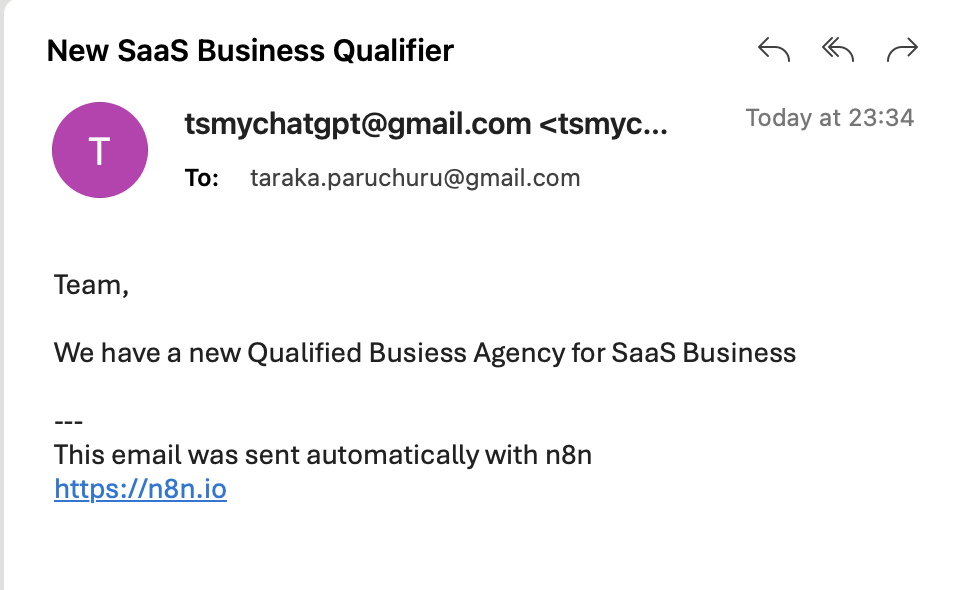 New SaaS Business Qualifier
T
tsmychatgpt@gmail.com <tsmyc...
Today at 23:34
To: taraka.paruchuru@gmail.com
Team,
We have a new Qualified Busiess Agency for SaaS Business
---
This email was sent automatically with n8n
https://n8n.io